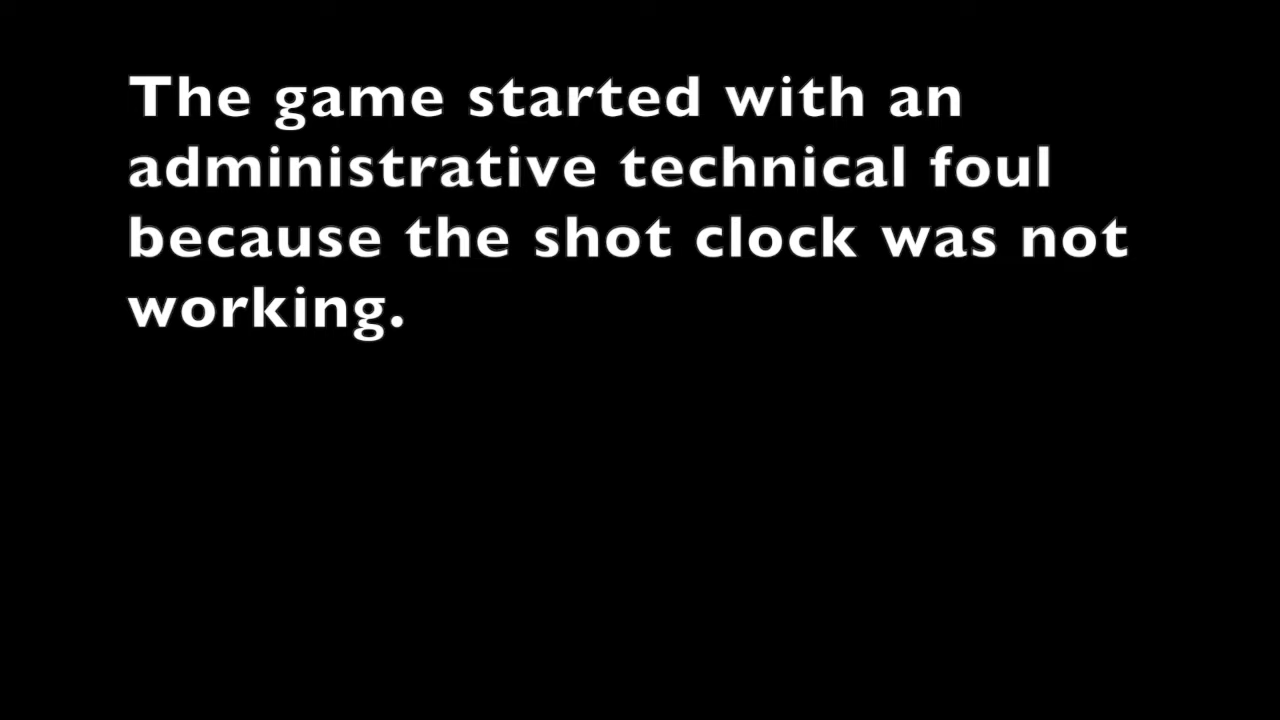 The game started with an
administrative technical foul
because the shot clock was not
working.